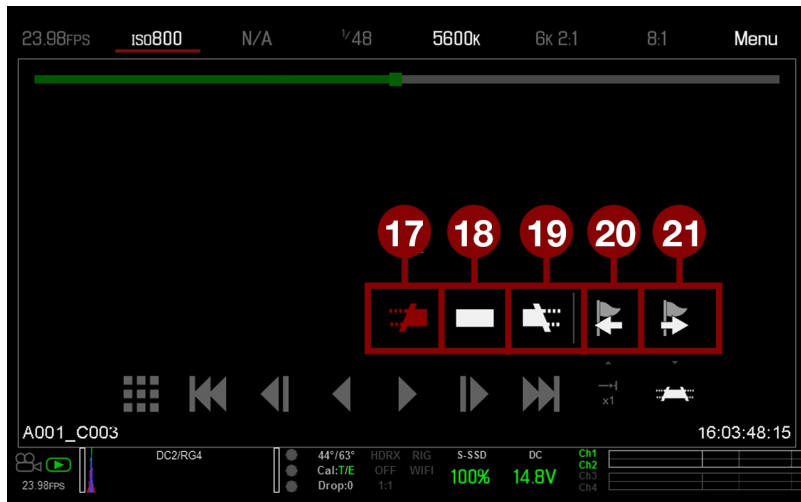 23.98FPS ISO800 N/A 1/48 5600K 6K 2:1 8:1 Menu
17 18 19 20 21
x1
A001_C003 16:03:48:15
DC2/RG4 44°/63° HDRX RIG S-SSD DC Ch1
Cal:T/E OFF WIFI 100% 14.8V Ch2
23.98FPS Drop:0 1:1 Ch3
Ch4